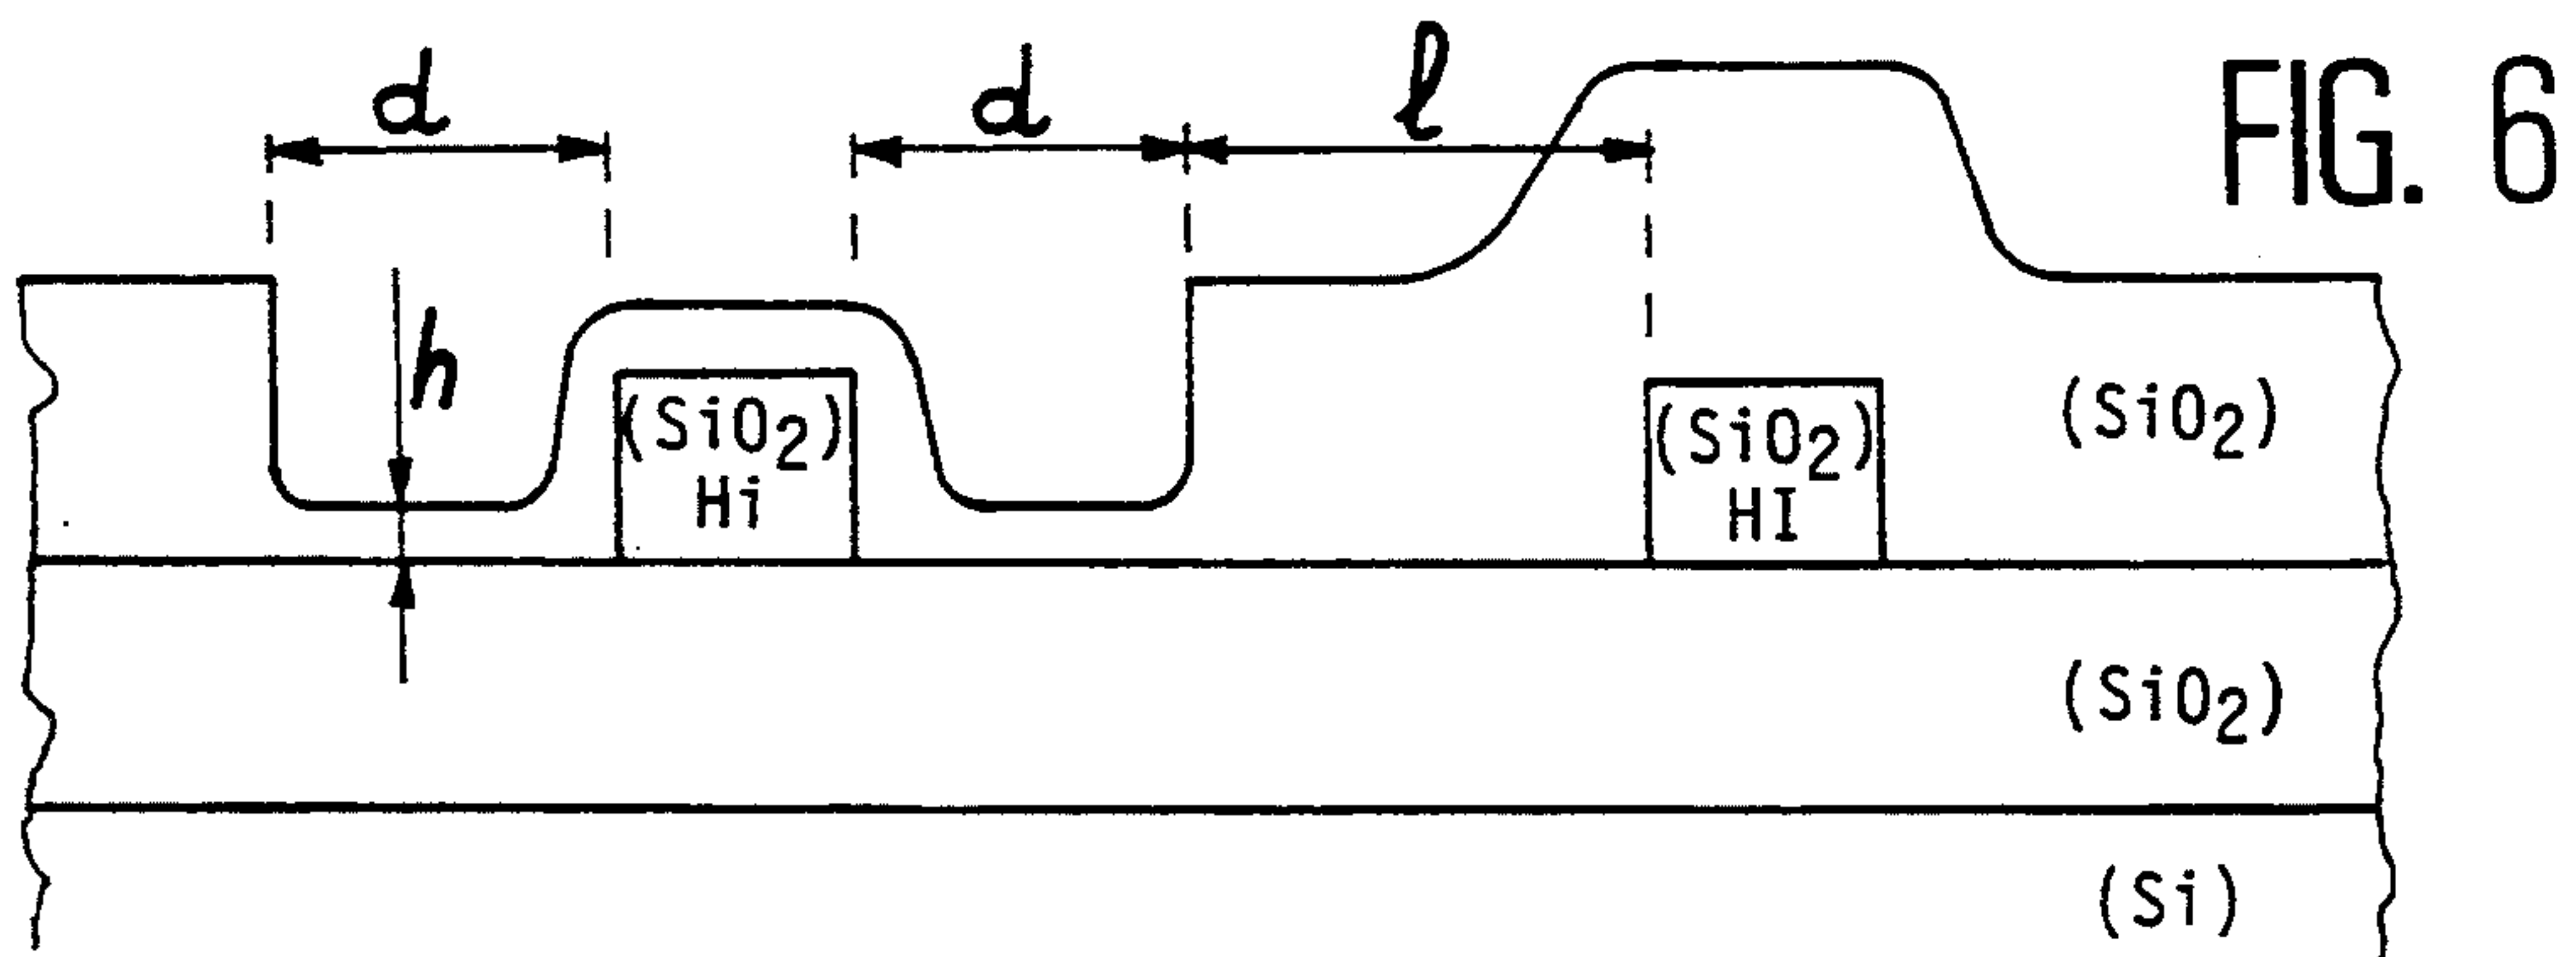 d
d
ℓ
FIG. 6
h
(SiO₂)
Hi
(SiO₂)
HI
(SiO₂)
(SiO₂)
(Si)